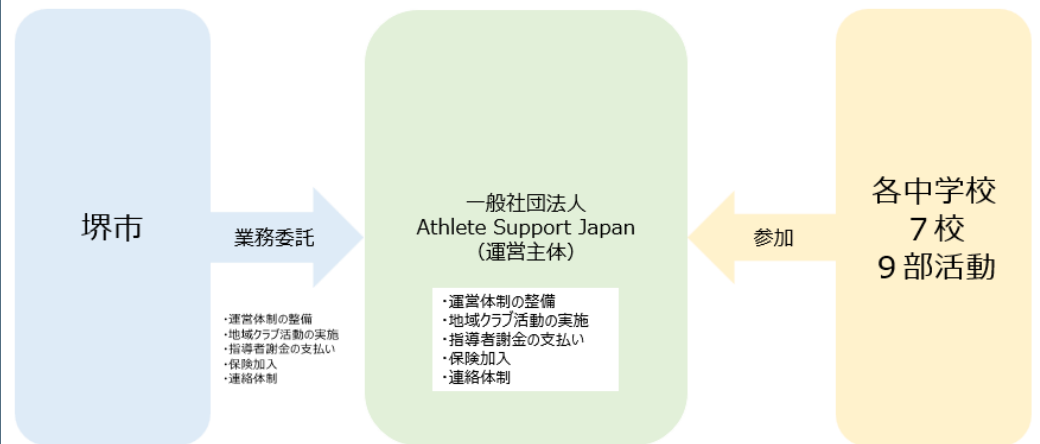 堺市
業務委託
・運営体制の整備
・地域クラブ活動の実施
・指導者謝金の支払い
・保険加入
・連絡体制
一般社団法人
Athlete Support Japan
（運営主体）
・運営体制の整備
・地域クラブ活動の実施
・指導者謝金の支払い
・保険加入
・連絡体制
参加
各中学校
７校
９部活動